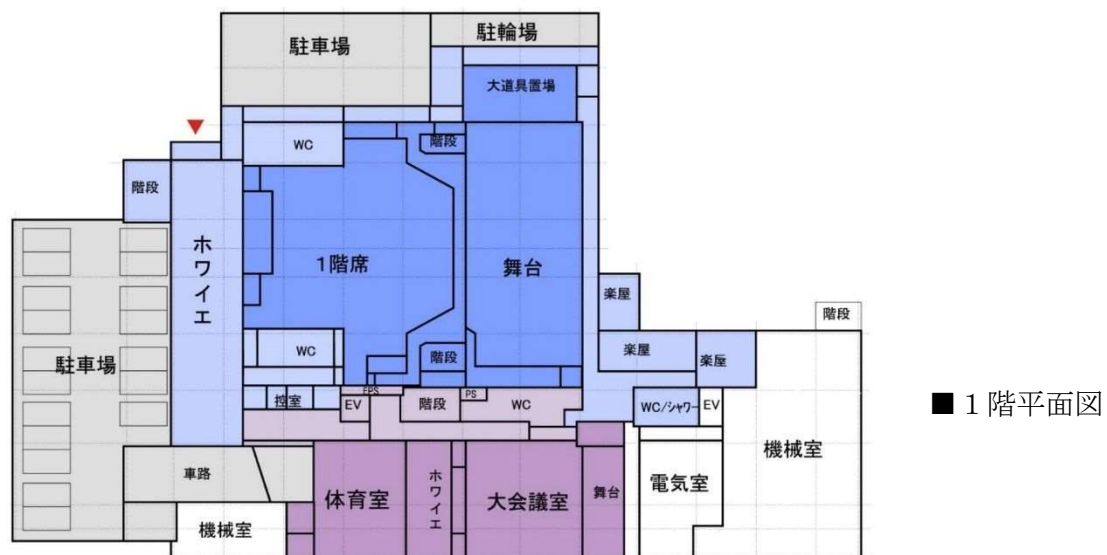 駐車場
駐輪場
大道具置場
WC
階段
階段
ホワイエ
1階席
舞台
楽屋
階段
駐車場
WC
階段
楽屋
楽屋
控室
EPS
EV
階段
PS
WC
WC/シャワー
EV
■1階平面図
機械室
車路
体育室
ホワイエ
大会議室
舞台
電気室
機械室